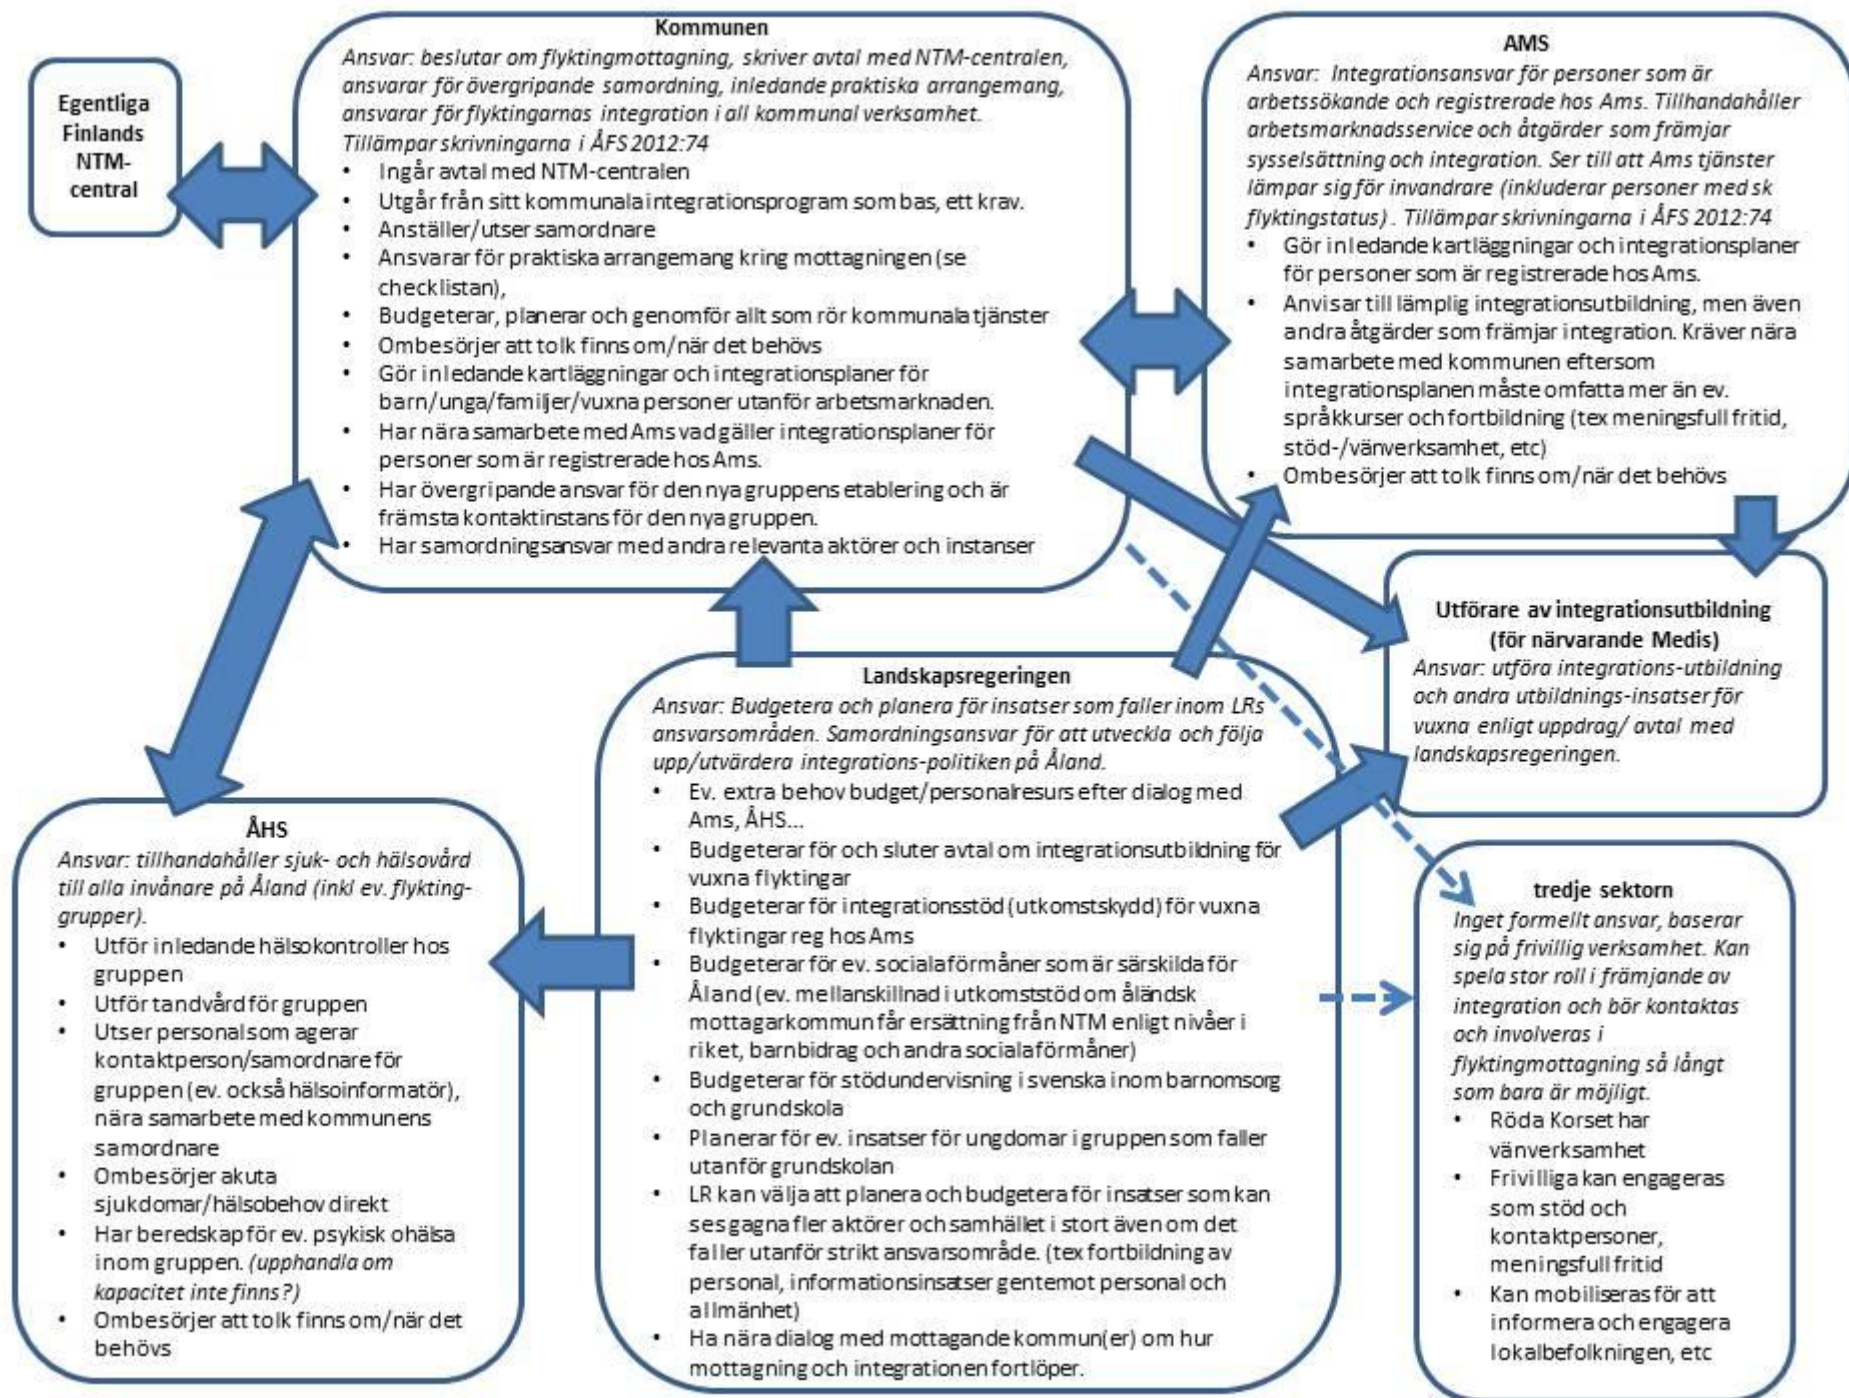 Egentliga
Finlands
NTM-
central
Kommunen
Ansvar: beslutar om flyktingmottagning, skriver avtal med NTM-centralen,
ansvarar för övergripande samordning, inledande praktiska arrangemang,
ansvarar för flyktingarnas integration i all kommunal verksamhet.
Tillämpar skrivningarna i ÅFS 2012:74
• Ingår avtal med NTM-centralen
• Utgår från sitt kommunala integrationsprogram som bas, ett krav.
• Anställer/utser samordnare
• Ansvarar för praktiska arrangemang kring mottagningen (se
checklistan),
• Budgeterar, planerar och genomför allt som rör kommunala tjänster
• Ombesörjer att tolk finns om/när det behövs
• Gör inledande kartläggningar och integrationsplaner för
barn/unga/familjer/vuxna personer utanför arbetsmarknaden.
• Har nära samarbete med Ams vad gäller integrationsplaner för
personer som är registrerade hos Ams.
• Har övergripande ansvar för den nya gruppens etablering och är
främsta kontaktinstans för den nya gruppen.
• Har samordningsansvar med andra relevanta aktörer och instanser
AMS
Ansvar: Integrationsansvar för personer som är
arbetssökande och registrerade hos Ams. Tillhandahåller
arbetsmarknadsservice och åtgärder som främjar
sysselsättning och integration. Ser till att Ams tjänster
lämpar sig för invandrare (inkluderar personer med sk
flyktingstatus) . Tillämpar skrivningarna i ÅFS 2012:74
• Gör inledande kartläggningar och integrationsplaner
för personer som är registrerade hos Ams.
• Anvisar till lämplig integrationsutbildning, men även
andra åtgärder som främjar integration. Kräver nära
samarbete med kommunen eftersom
integrationsplanen måste omfatta mer än ev.
språkkurser och fortbildning (tex meningsfull fritid,
stöd-/vänverksamhet, etc)
• Ombesörjer att tolk finns om/när det behövs
Utförare av integrationsutbildning
(för närvarande Medis)
Ansvar: utföra integrations-utbildning
och andra utbildnings-insatser för
vuxna enligt uppdrag/ avtal med
landskapsregeringen.
Landskapsregeringen
Ansvar: Budgetera och planera för insatser som faller inom LRs
ansvarsområden. Samordningsansvar för att utveckla och följa
upp/utvärdera integrations-politiken på Åland.
• Ev. extra behov budget/personalresurs efter dialog med
Ams, ÅHS...
• Budgeterar för och sluter avtal om integrationsutbildning för
vuxna flyktingar
• Budgeterar för integrationsstöd (utkomstskydd) för vuxna
flyktingar reg hos Ams
• Budgeterar för ev. sociala förmåner som är särskilda för
Åland (ev. mellanskillnad i utkomststöd om åländsk
mottagarkommun får ersättning från NTM enligt nivåer i
riket, barnbidrag och andra sociala förmåner)
• Budgeterar för stödundervisning i svenska inom barnomsorg
och grundskola
• Planerar för ev. insatser för ungdomar i gruppen som faller
utanför grundskolan
• LR kan välja att planera och budgetera för insatser som kan
ses gagna fler aktörer och samhället i stort även om det
faller utanför strikt ansvarsområde. (tex fortbildning av
personal, informationsinsatser gentemot personal och
allmänhet)
• Ha nära dialog med mottagande kommun(er) om hur
mottagning och integrationen fortlöper.
ÅHS
Ansvar: tillhandahåller sjuk- och hälsovård
till alla invånare på Åland (inkl ev. flykting-
grupper).
• Utför inledande hälsokontroller hos
gruppen
• Utför tandvård för gruppen
• Utser personal som agerar
kontaktperson/samordnare för
gruppen (ev. också hälsoinformatör),
nära samarbete med kommunens
samordnare
• Ombesörjer akuta
sjukdomar/hälsobehov direkt
• Har beredskap för ev. psykisk ohälsa
inom gruppen. (upphandla om
kapacitet inte finns?)
• Ombesörjer att tolk finns om/när det
behövs
tredje sektorn
Inget formellt ansvar, baserar
sig på frivillig verksamhet. Kan
spela stor roll i främjande av
integration och bör kontaktas
och involveras i
flyktingmottagning så långt
som bara är möjligt.
• Röda Korset har
vänverksamhet
• Frivilliga kan engageras
som stöd och
kontaktpersoner,
meningsfull fritid
• Kan mobiliseras för att
informera och engagera
lokalbefolkningen, etc